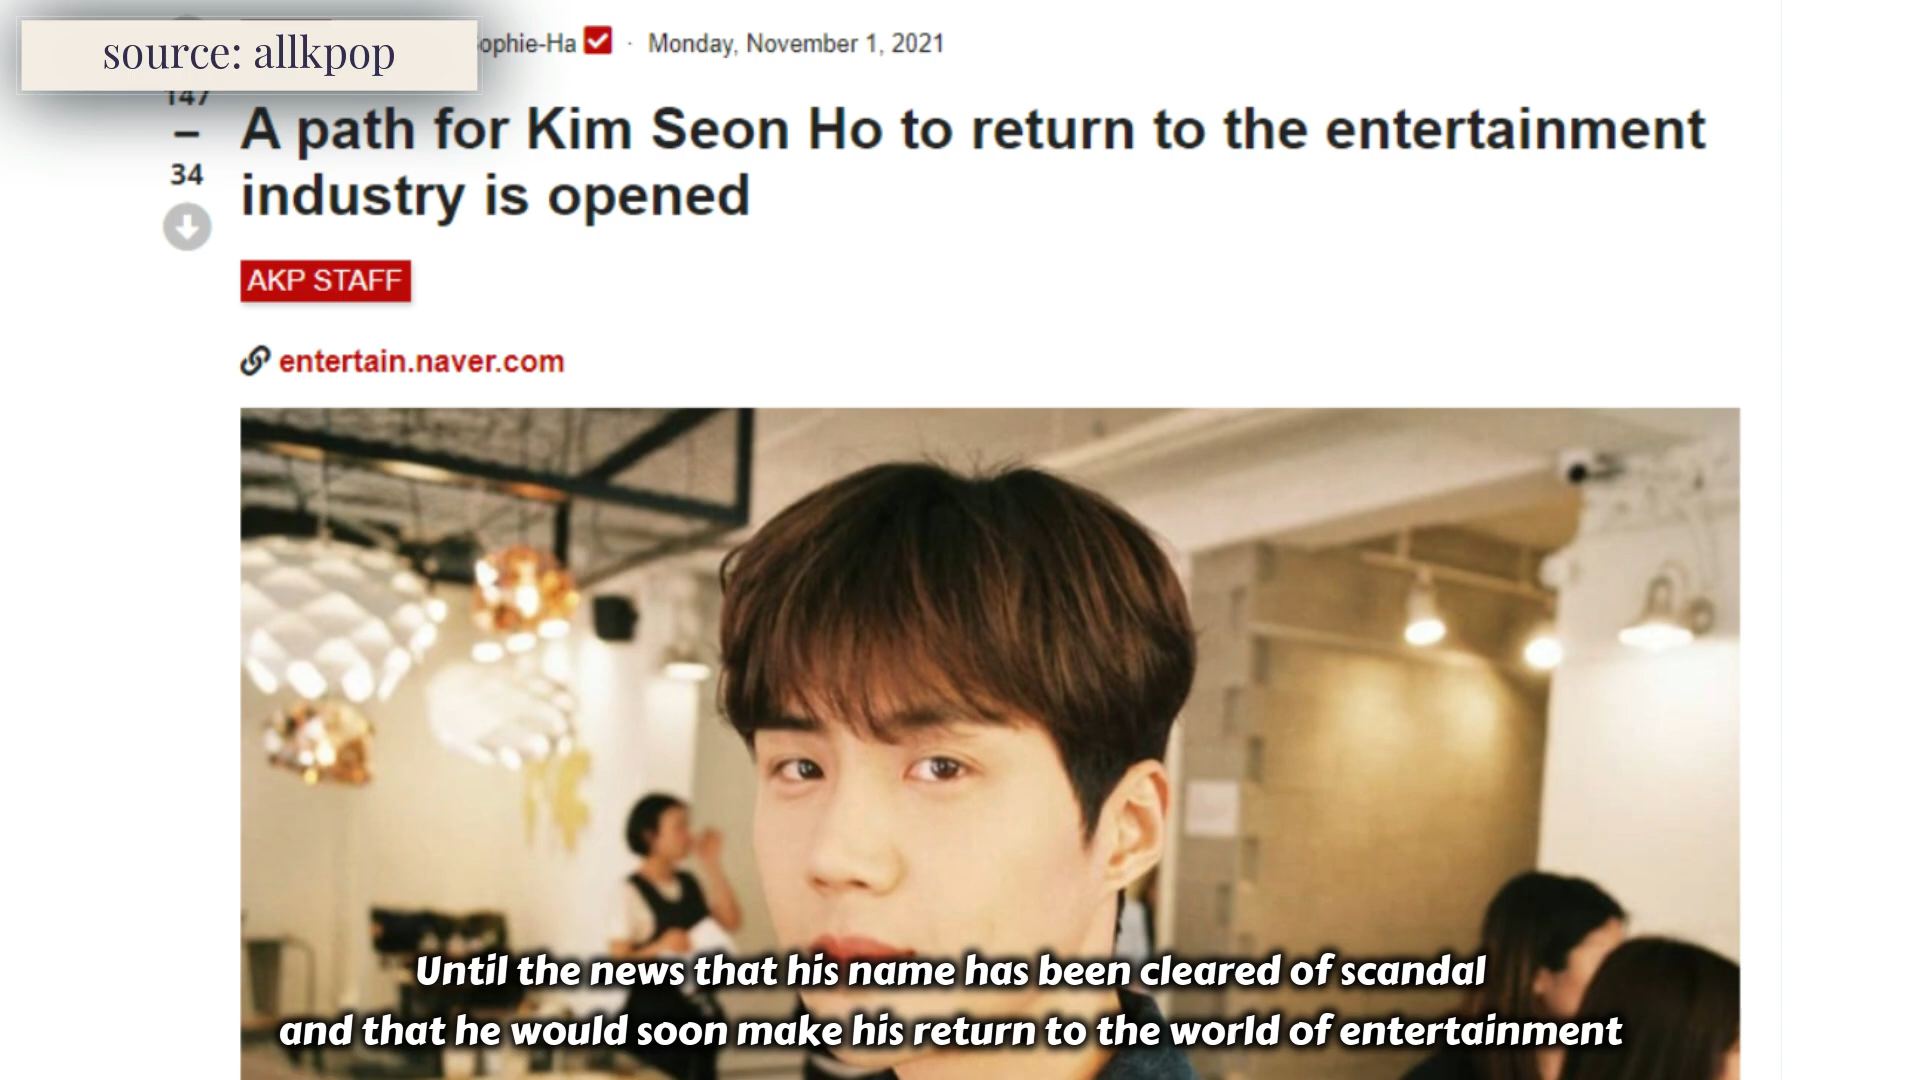 source: allkpop
ophie-Ha · Monday, November 1, 2021
147
–
34
A path for Kim Seon Ho to return to the entertainment
industry is opened
AKP STAFF
entertain.naver.com
Until the news that his name has been cleared of scandal
and that he would soon make his return to the world of entertainment